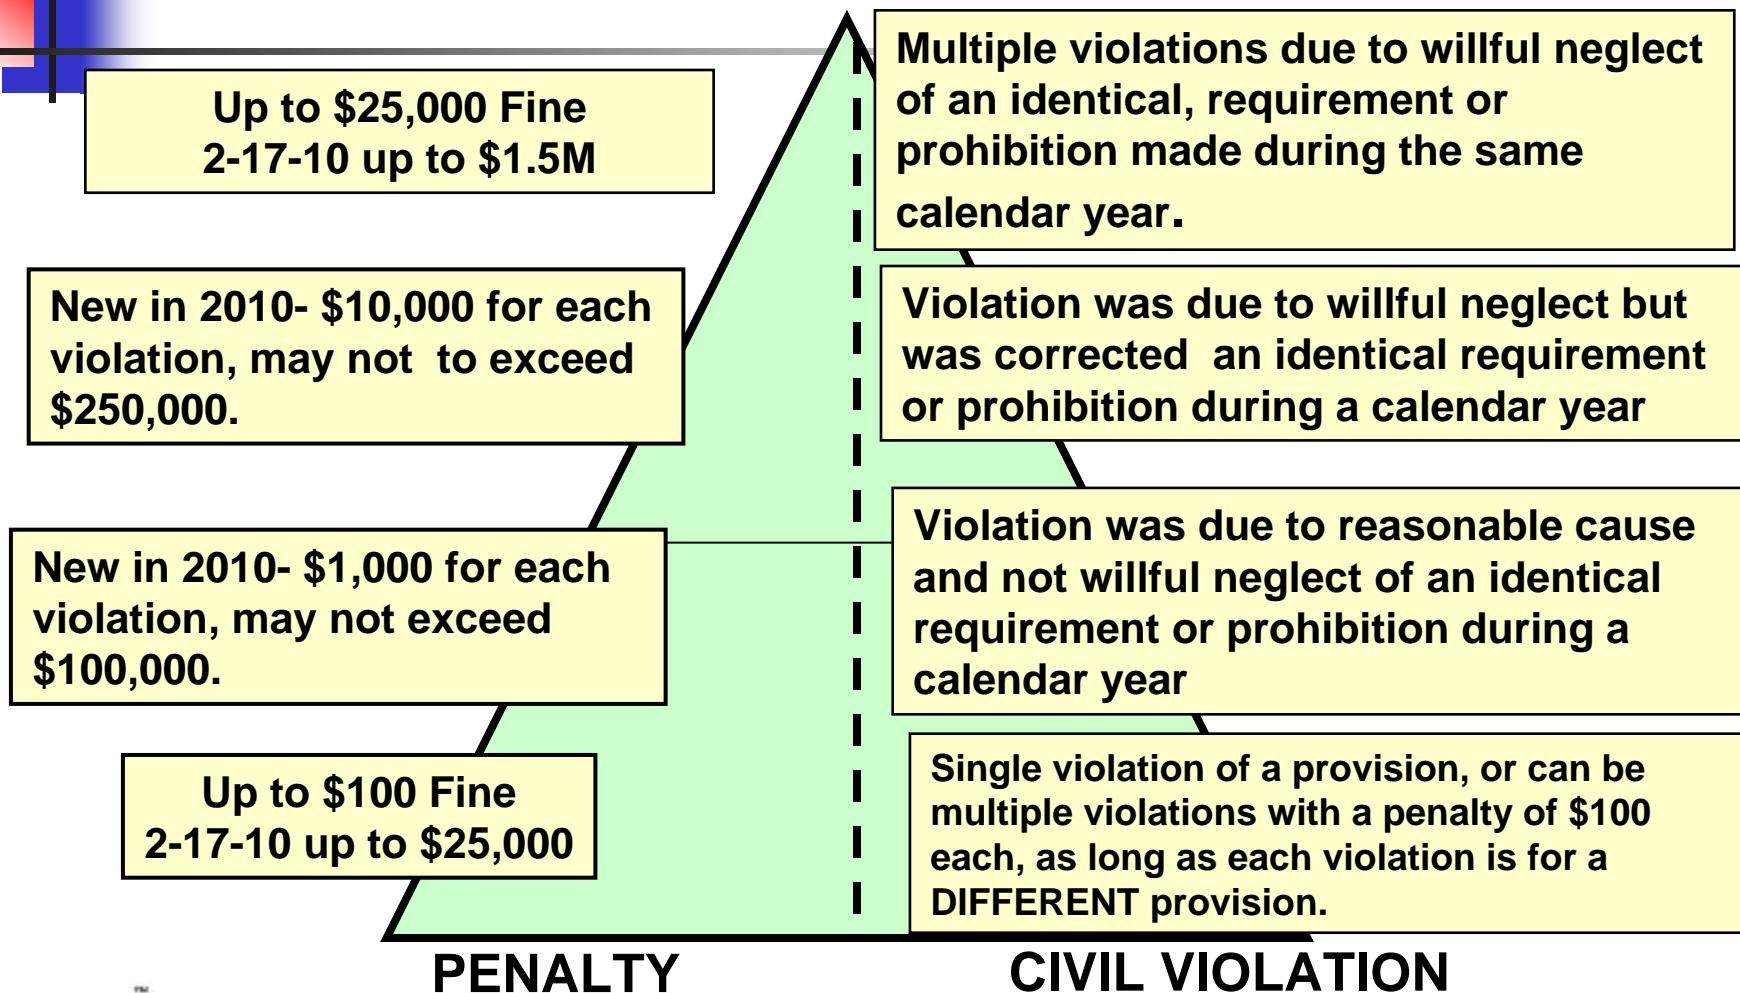 Up to $25,000 Fine
2-17-10 up to $1.5M
Multiple violations due to willful neglect
of an identical, requirement or
prohibition made during the same
calendar year.
New in 2010- $10,000 for each
violation, may not  to exceed
$250,000.
Violation was due to willful neglect but
was corrected  an identical requirement
or prohibition during a calendar year
New in 2010- $1,000 for each
violation, may not exceed
$100,000.
Violation was due to reasonable cause
and not willful neglect of an identical
requirement or prohibition during a
calendar year
Up to $100 Fine
2-17-10 up to $25,000
Single violation of a provision, or can be
multiple violations with a penalty of $100
each, as long as each violation is for a
DIFFERENT provision.
PENALTY
CIVIL VIOLATION
™